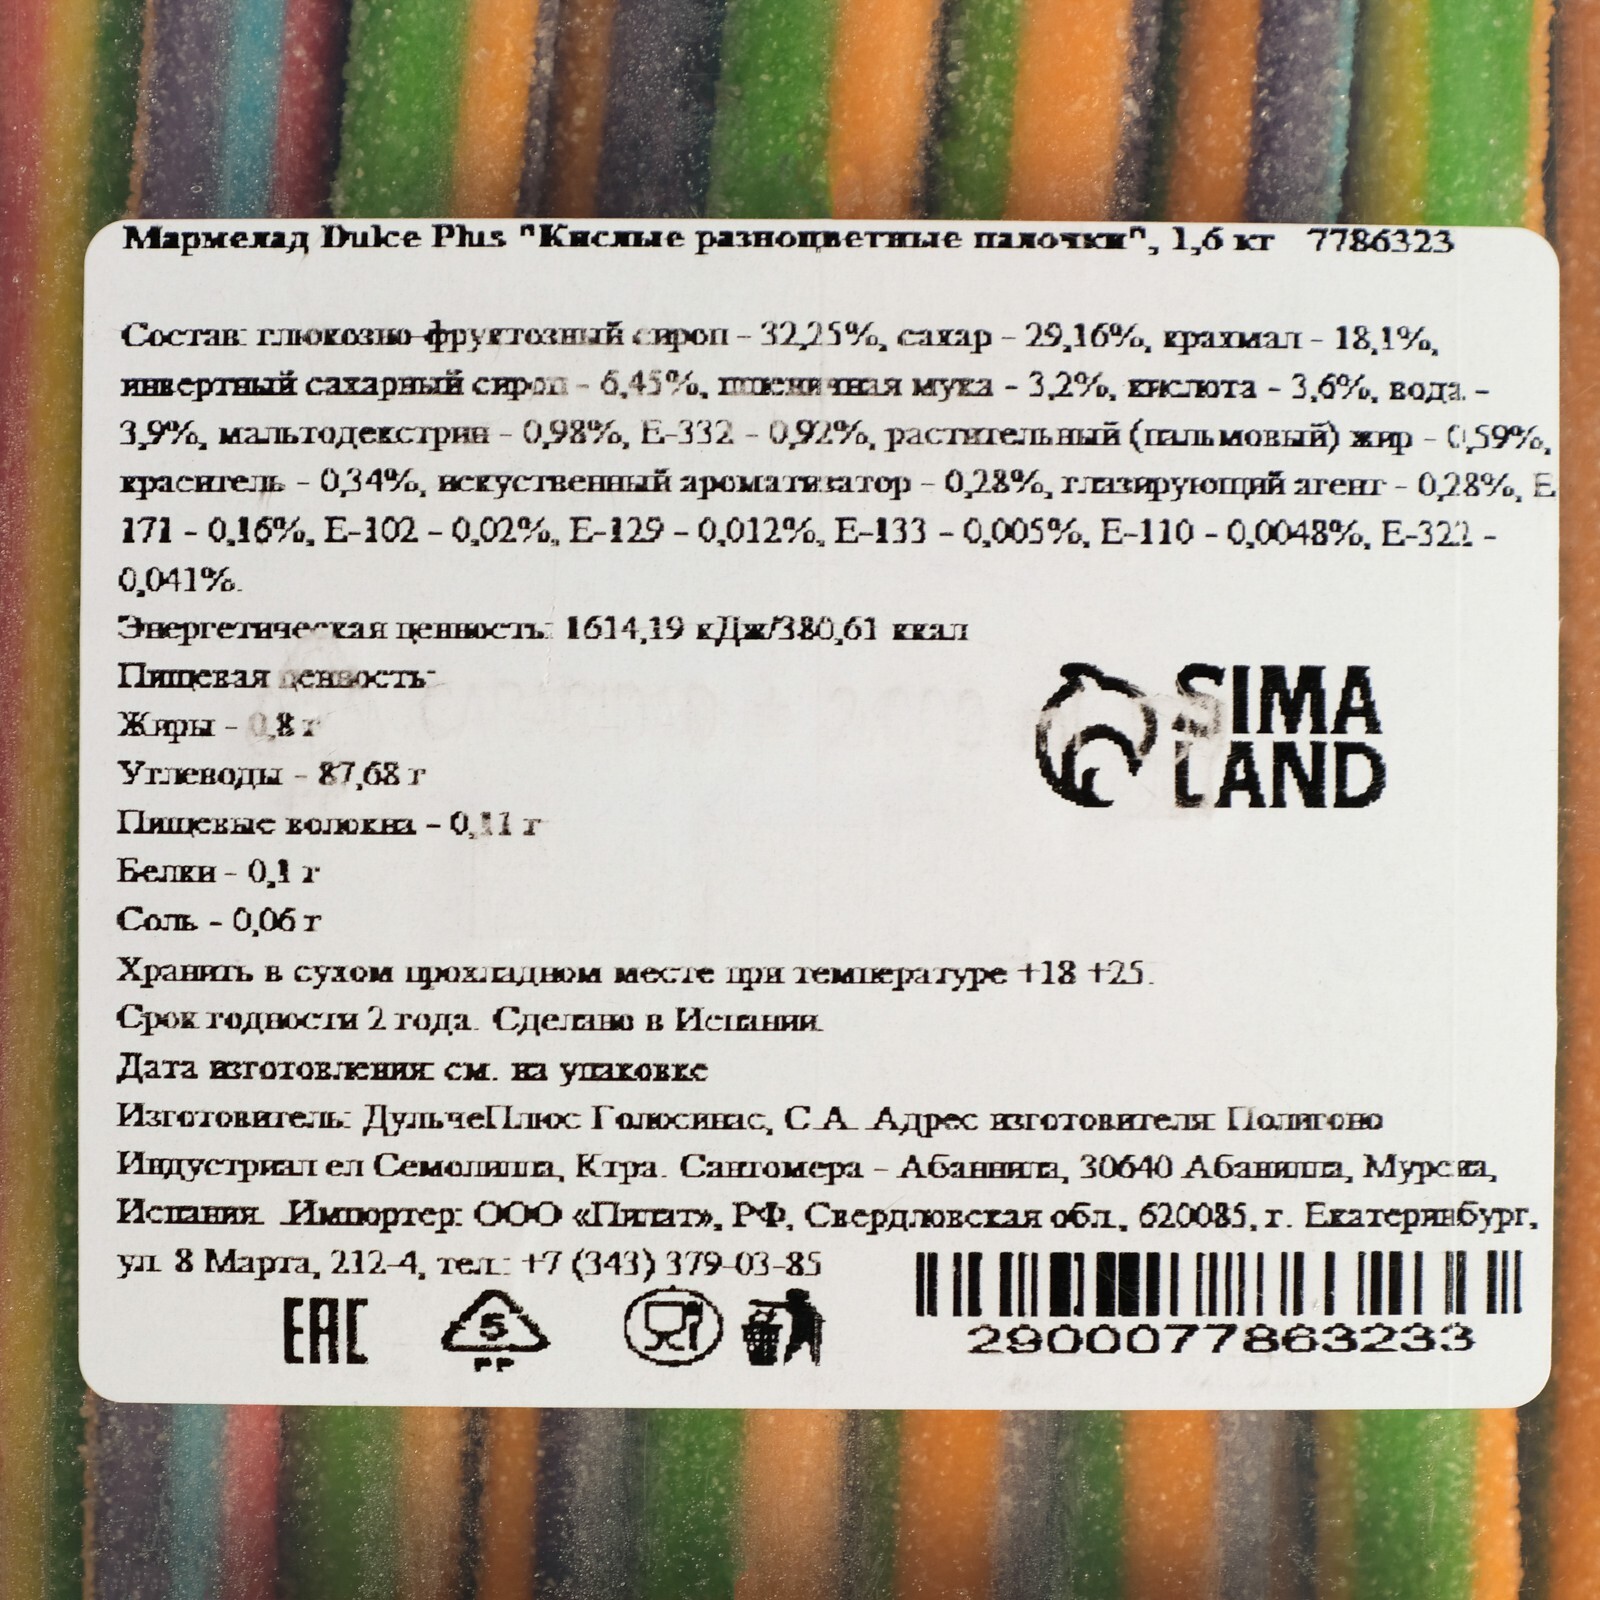 Мармелад Dulce Plus "Кислые разноцветные палочки", 1,6 кг 7786323
Состав: глюкозно-фруктозный сироп - 32,25%, сахар - 29,16%, крахмал - 18,1%,
инвертный сахарный сироп - 6,45%, пшеничная мука - 3,2%, кислота - 3,6%, вода -
3,9%, мальтодекстрин - 0,98%, Е-332 - 0,92%, растительный (пальмовый) жир - 0,59%,
краситель - 0,34%, искуственный ароматизатор - 0,28%, глазирующий агент - 0,28%, Е-
171 - 0,16%, Е-102 - 0,02%, Е-129 - 0,012%, Е-133 - 0,005%, Е-110 - 0,0048%, Е-322 -
0,041%.
Энергетическая ценность: 1614,19 кДж/380,61 ккал
Пищевая ценность:
Жиры - 0,8 г
Углеводы - 87,68 г
Пищевые волокна - 0,11 г
Белки - 0,1 г
Соль - 0,06 г
SIMA
LAND
Хранить в сухом прохладном месте при температуре +18 +25.
Срок годности 2 года. Сделано в Испании.
Дата изготовления: см. на упаковке
Изготовитель: ДульчеПлюс Голосинас, С.А. Адрес изготовителя: Полигоно
Индустриал ел Семолилла, Ктра. Сантомера - Абанилла, 30640 Абанилла, Мурсия,
Испания. Импортер: ООО «Пилат», РФ, Свердловская обл., 620085, г. Екатеринбург,
ул. 8 Марта, 212-4, тел.: +7 (343) 379-03-85
EAC
5
PP
2900077863233